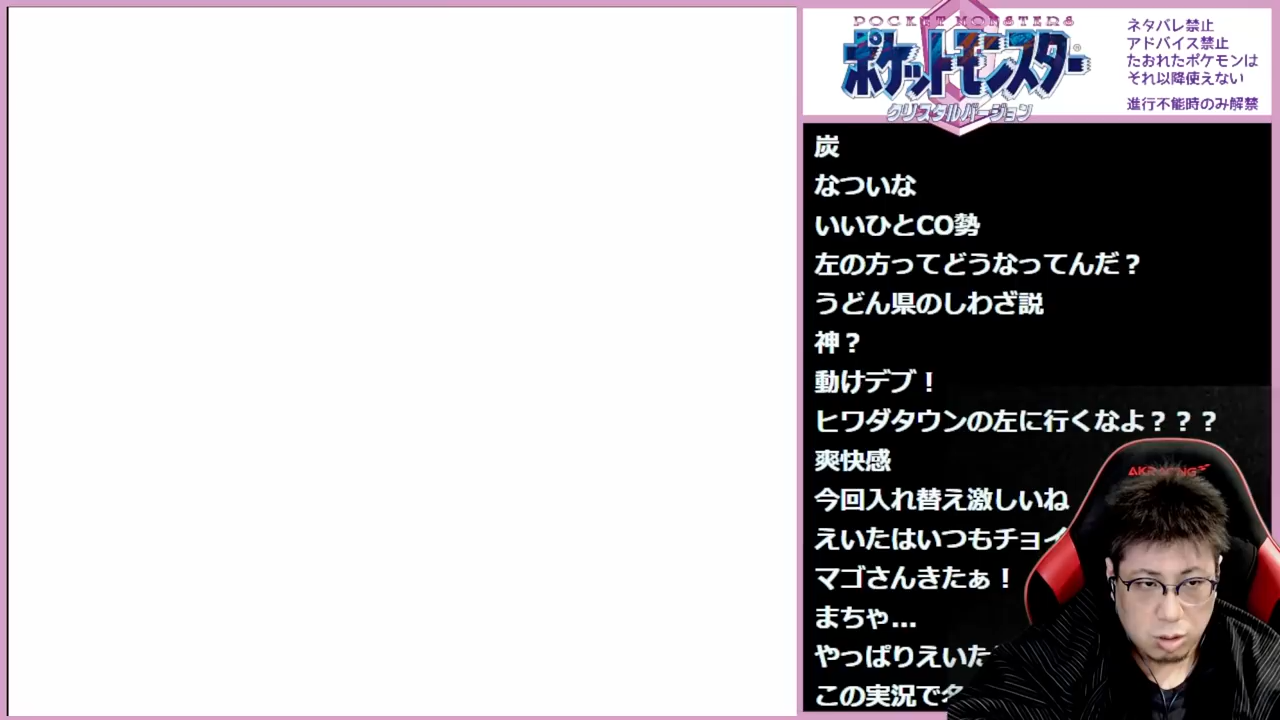 POCKET MONSTERS
ポケットモンスター
クリスタルバージョン
ネタバレ禁止
アドバイス禁止
たおれたポケモンは
それ以降使えない
進行不能時のみ解禁
炭
なついな
いいひとCO勢
左の方ってどうなってんだ？
うどん県のしわざ説
神？
動けデブ！
ヒワダタウンの左に行くなよ？？？
爽快感
今回入れ替え激しいね
えいたはいつもチョイ
マゴさんきたぁ！
まちゃ…
やっぱりえいた
この実況で
AKRACING